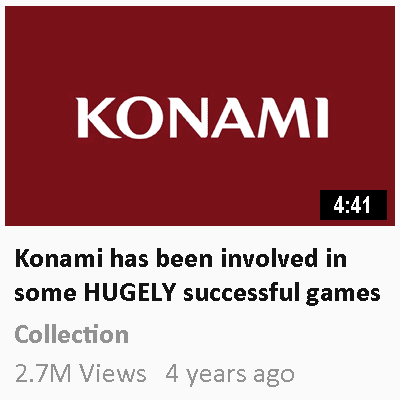 KONAMI
4:41
Konami has been involved in
some HUGELY successful games
Collection
2.7M Views 4 years ago